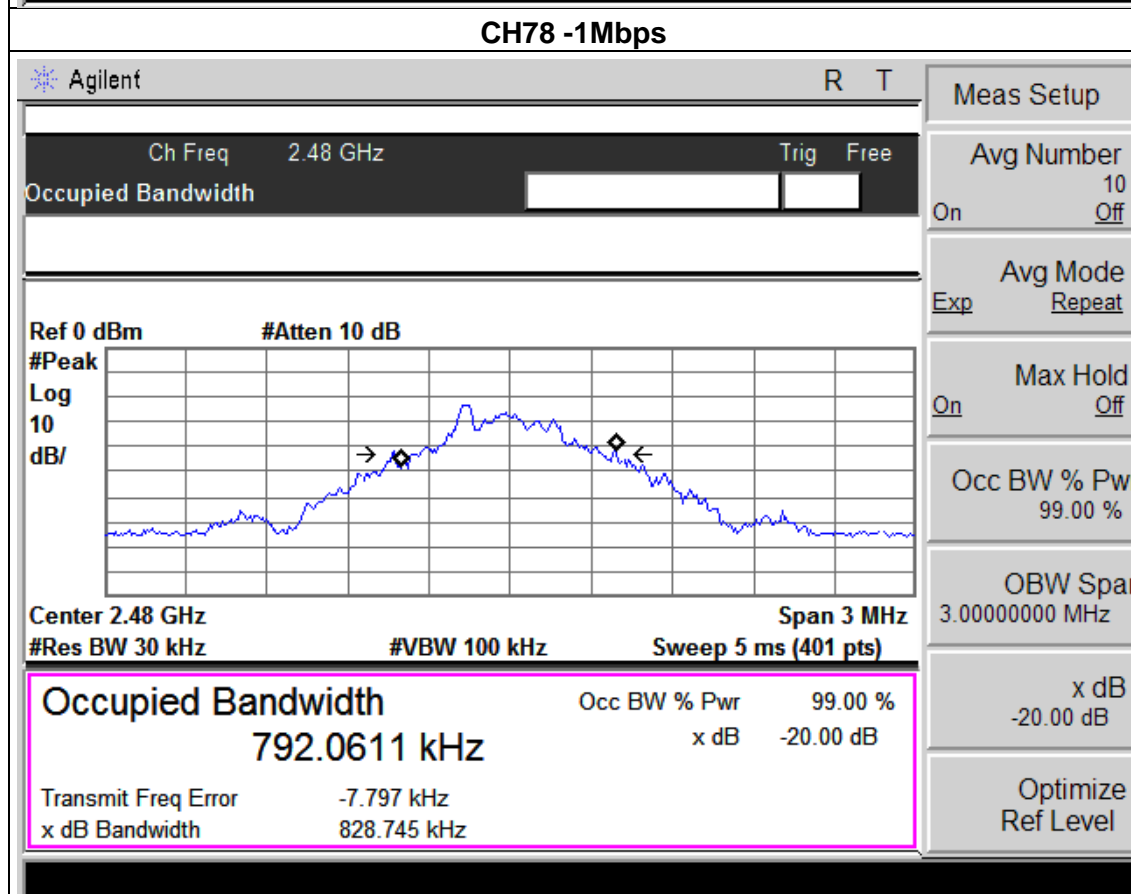 CH78 -1Mbps
Agilent R T
Ch Freq 2.48 GHz Trig Free
Occupied Bandwidth
Ref 0 dBm #Atten 10 dB
#Peak
Log
10
dB/
Center 2.48 GHz Span 3 MHz
#Res BW 30 kHz #VBW 100 kHz Sweep 5 ms (401 pts)
Occupied Bandwidth Occ BW % Pwr 99.00 %
792.0611 kHz x dB -20.00 dB
Transmit Freq Error -7.797 kHz
x dB Bandwidth 828.745 kHz
Meas Setup
Avg Number
10
On Off
Avg Mode
Exp Repeat
Max Hold
On Off
Occ BW % Pw
99.00 %
OBW Spa
3.00000000 MHz
x dB
-20.00 dB
Optimize
Ref Level